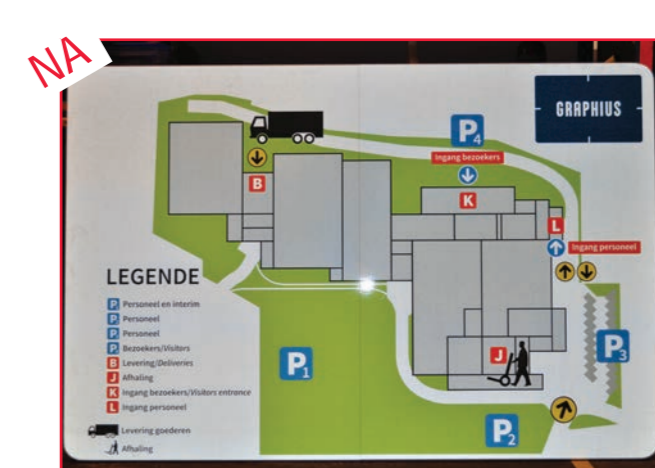 NA
GRAPHIUS
P4
Ingang bezoekers
B
K
L
Ingang personeel
LEGENDE
P Personeel en interim
P Personeel
P Personeel
P Bezoekers/Visitors
B Levering/Deliveries
J Afhaling
K Ingang bezoekers/Visitors entrance
L Ingang personeel
Levering goederen
Afhaling
P1
J
P3
P2